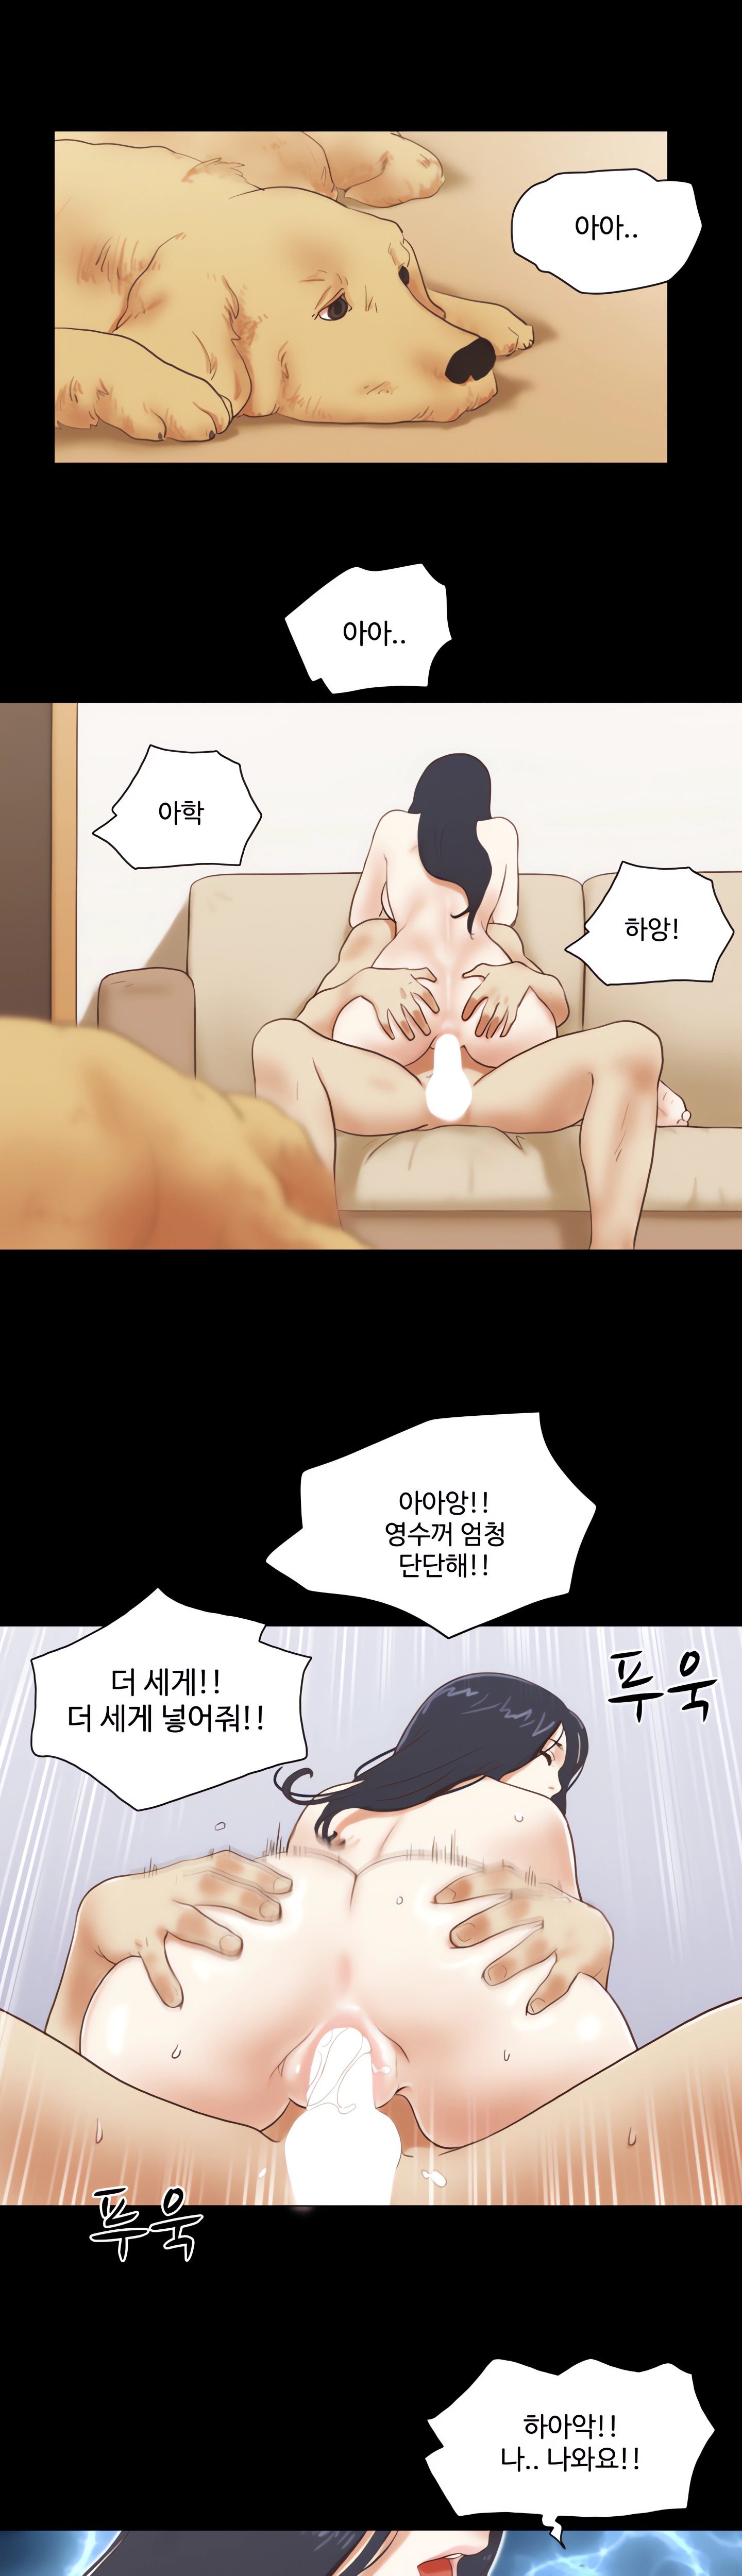 아아..
아아..
아학
하앙!
아아앙!!
영수꺼 엄청
단단해!!
더 세게!!
더 세게 넣어줘!!
푸욱
푸욱
하아악!!
나.. 나와요!!